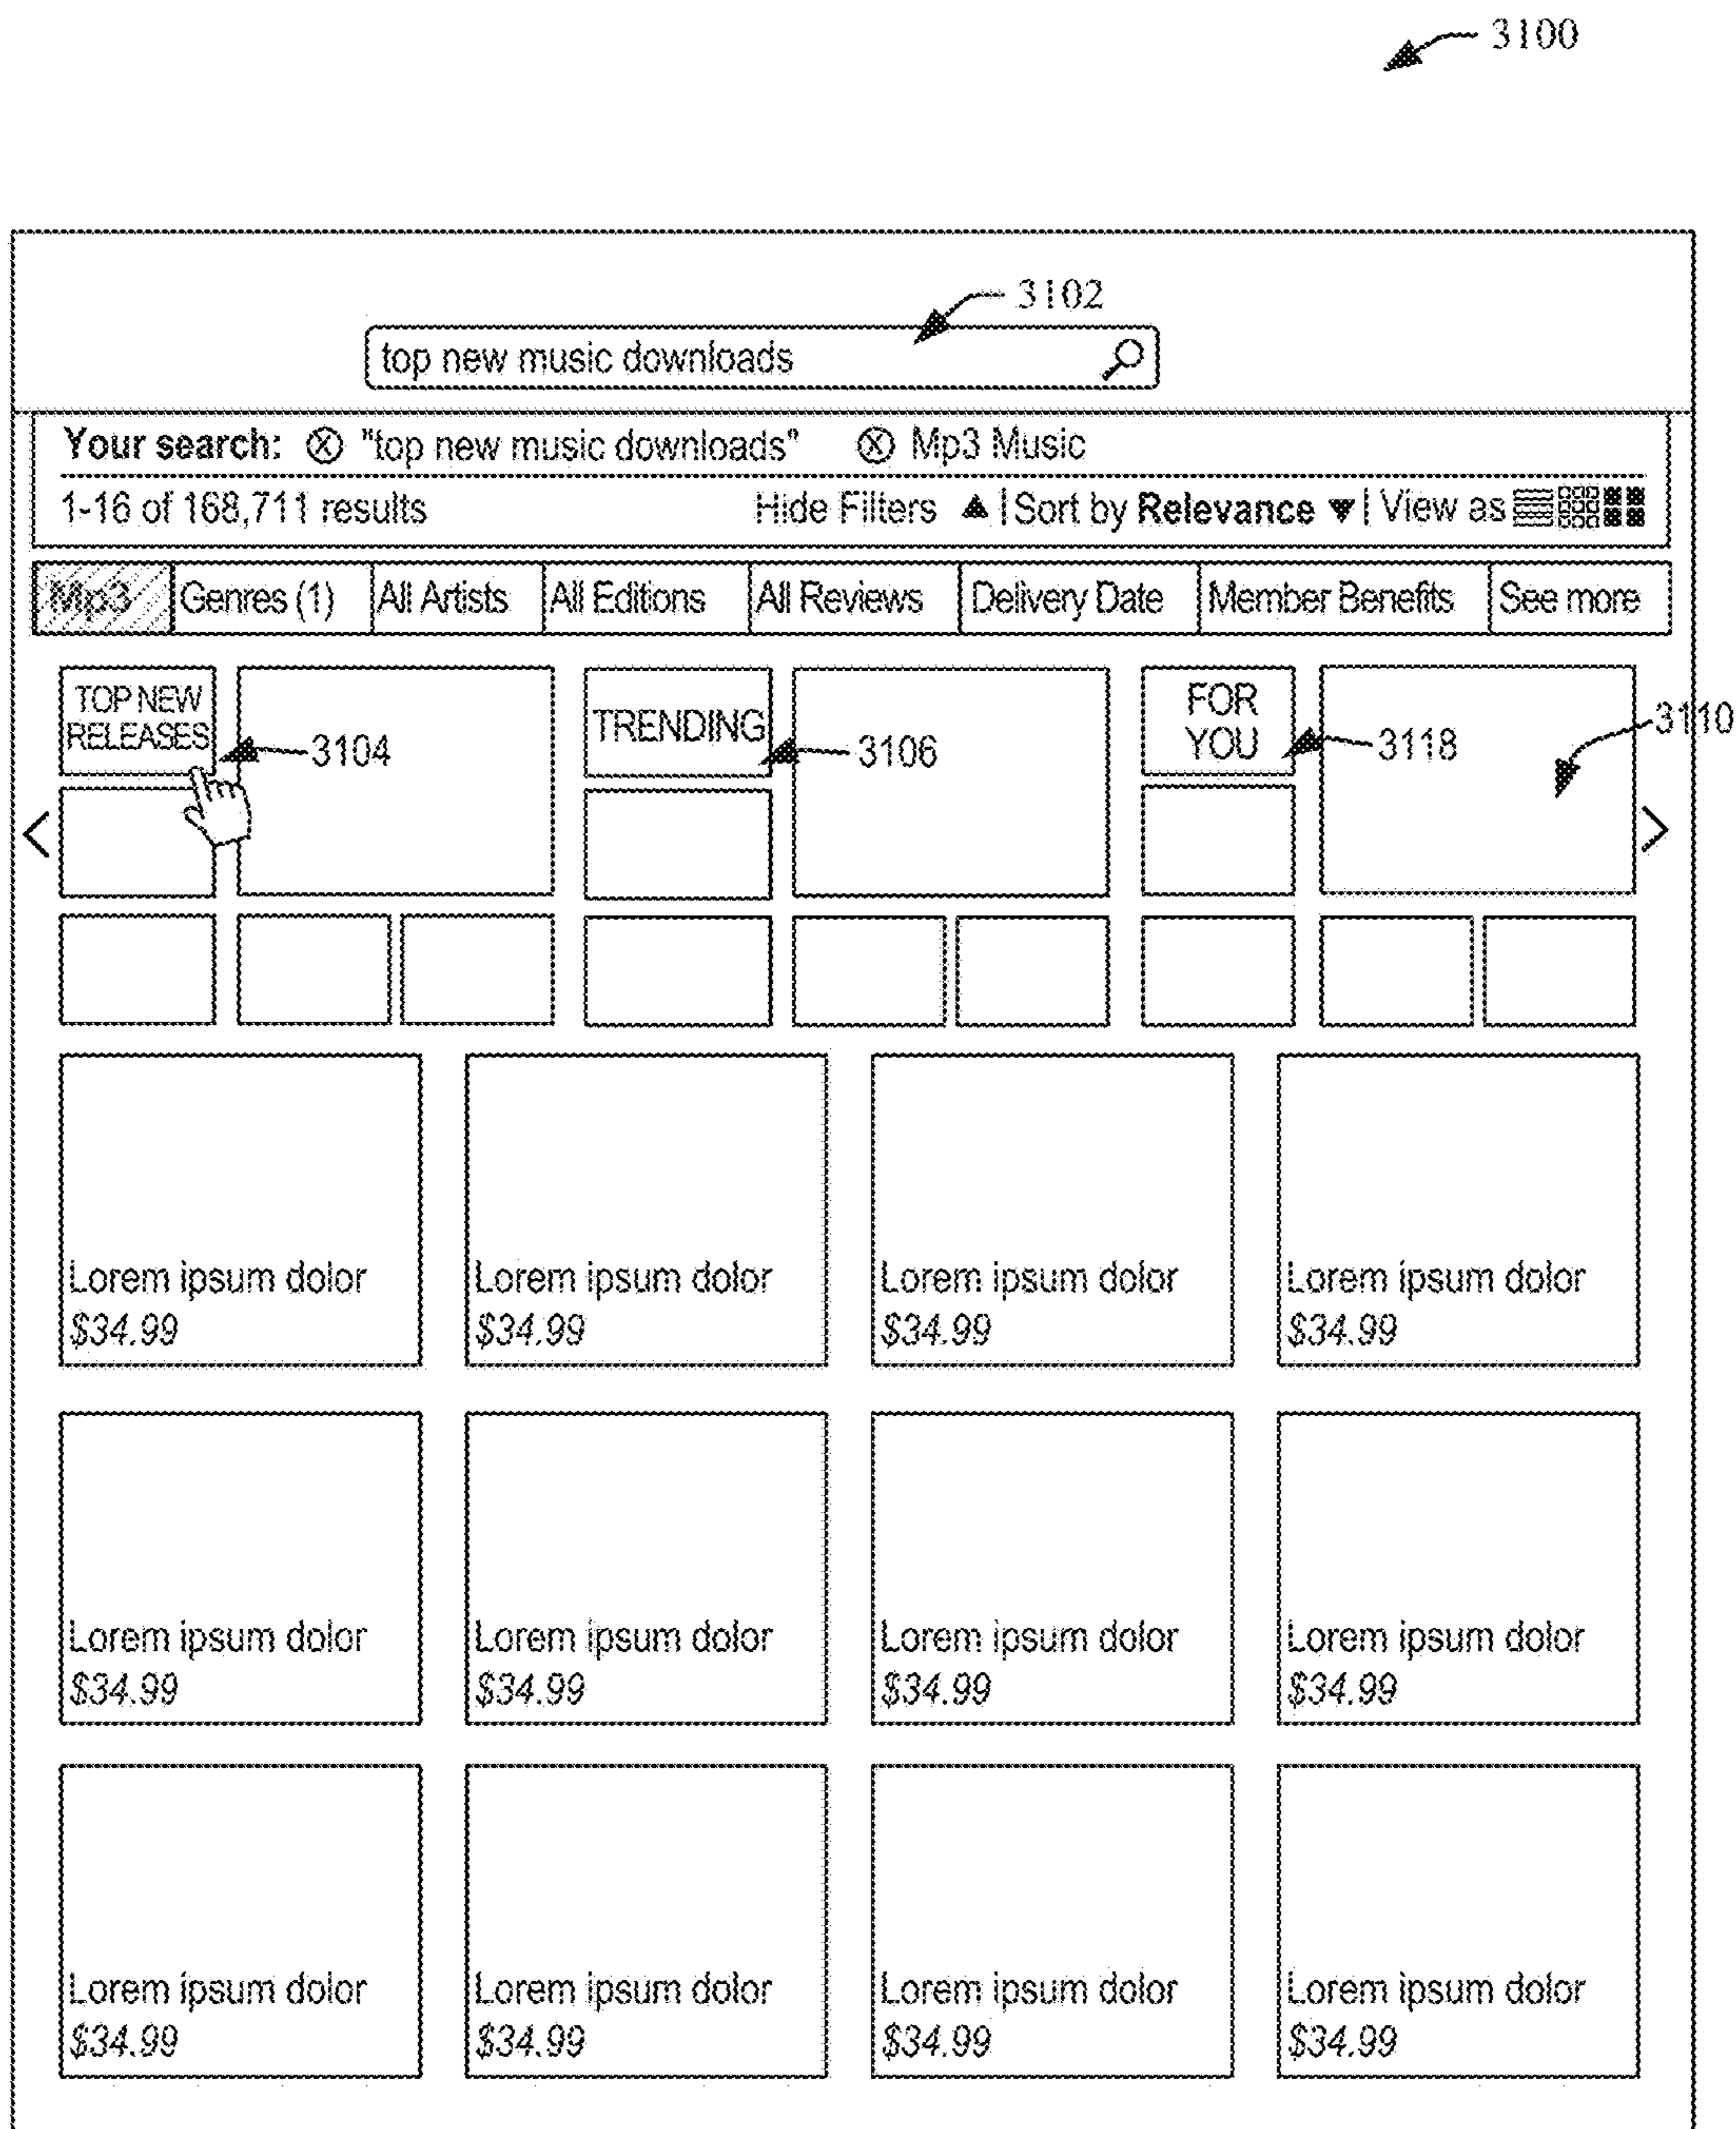 3100
3102
top new music downloads
Your search: Ⓧ "top new music downloads" Ⓧ Mp3 Music
1-16 of 168,711 results Hide Filters ▲ | Sort by Relevance ▼ | View as
Mp3 Genres (1) All Artists All Editions All Reviews Delivery Date Member Benefits See more
TOP NEW
RELEASES
3104
TRENDING
3106
FOR
YOU
3118
3110
Lorem ipsum dolor Lorem ipsum dolor Lorem ipsum dolor Lorem ipsum dolor
$34.99 $34.99 $34.99 $34.99
Lorem ipsum dolor Lorem ipsum dolor Lorem ipsum dolor Lorem ipsum dolor
$34.99 $34.99 $34.99 $34.99
Lorem ipsum dolor Lorem ipsum dolor Lorem ipsum dolor Lorem ipsum dolor
$34.99 $34.99 $34.99 $34.99